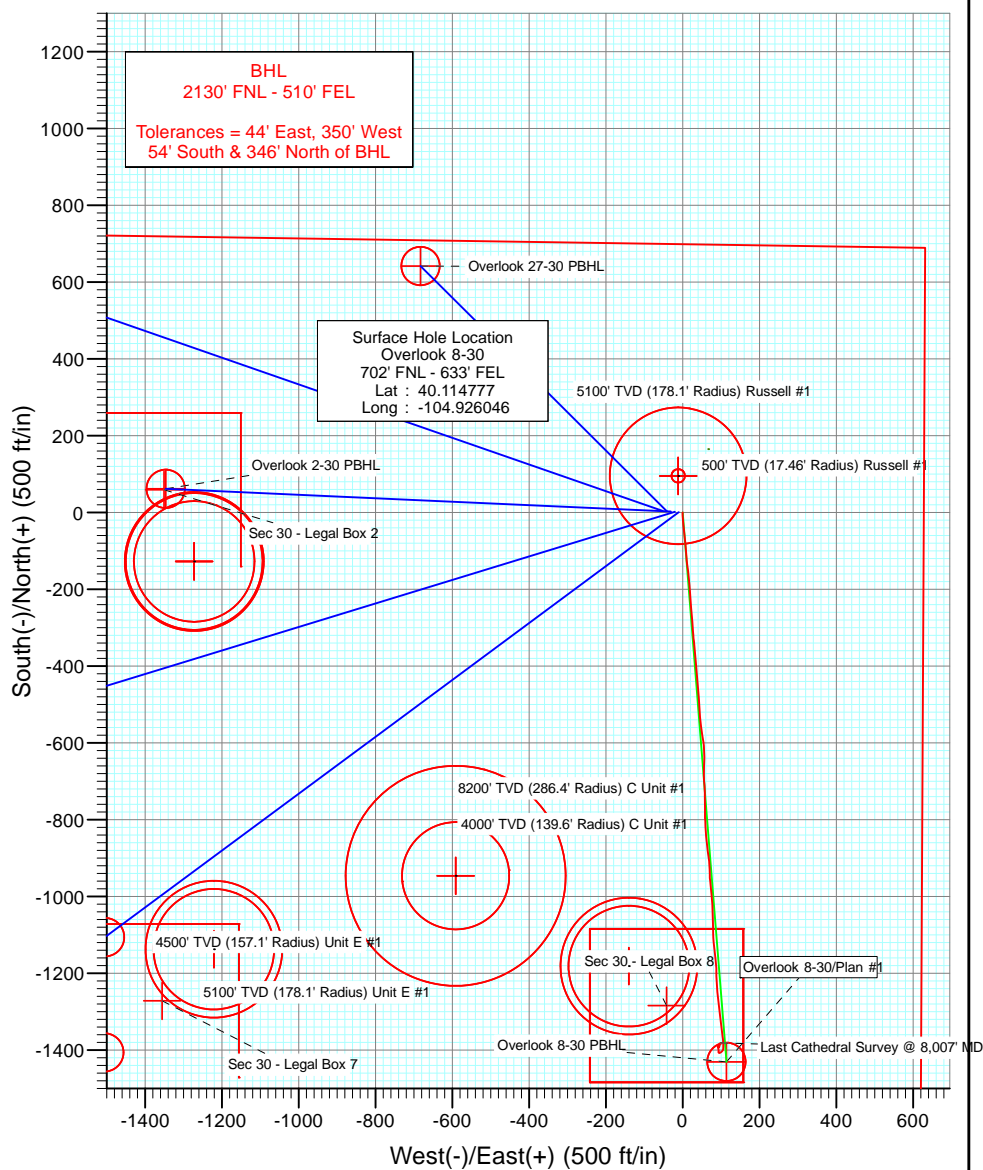 1200
1000
800
600
400
200
0
-200
-400
-600
-800
-1000
-1200
-1400
South(-)/North(+) (500 ft/in)
BHL
2130' FNL - 510' FEL
Tolerances = 44' East, 350' West
54' South & 346' North of BHL
Overlook 27-30 PBHL
Surface Hole Location
Overlook 8-30
702' FNL - 633' FEL
Lat : 40.114777
Long : -104.926046
5100' TVD (178.1' Radius) Russell #1
500' TVD (17.46' Radius) Russell #1
Overlook 2-30 PBHL
Sec 30 - Legal Box 2
8200' TVD (286.4' Radius) C Unit #1
4000' TVD (139.6' Radius) C Unit #1
4500' TVD (157.1' Radius) Unit E #1
5100' TVD (178.1' Radius) Unit E #1
Sec 30 - Legal Box 7
Sec 30 - Legal Box 8
Overlook 8-30/Plan #1
Overlook 8-30 PBHL
Last Cathedral Survey @ 8,007' MD
-1400 -1200 -1000 -800 -600 -400 -200 0 200 400 600
West(-)/East(+) (500 ft/in)